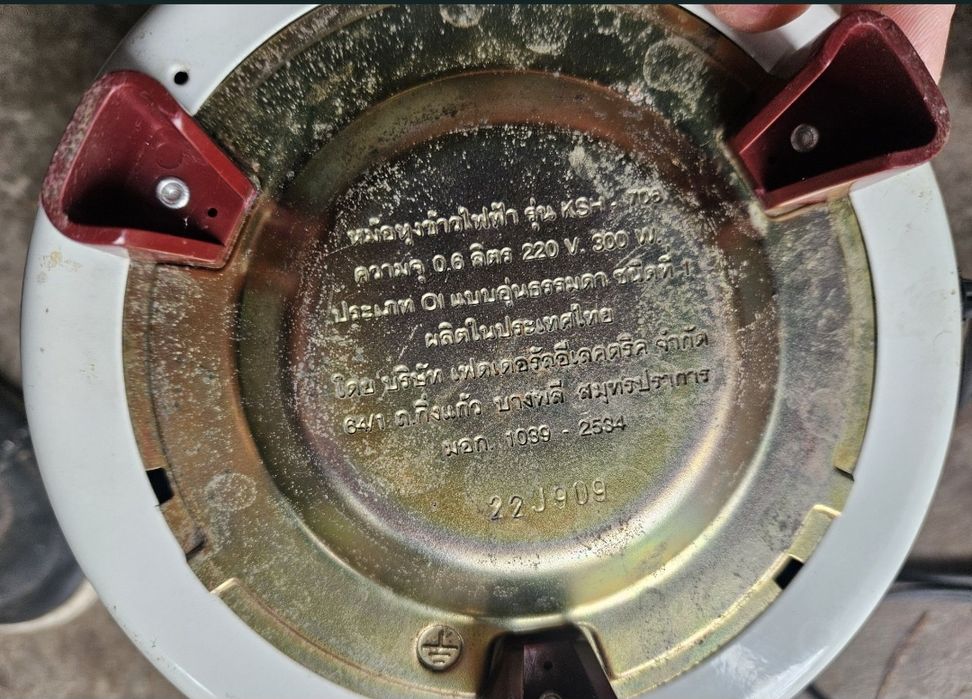 หม้อหุงข้าวไฟฟ้า รุ่น KSH - 706
ความจุ 0.6 ลิตร 220 V. 300 W.
ประเภท 01 แบบอุ่นธรรมดา ชนิดที่ 1
ผลิตในประเทศไทย
โดย บริษัท เฟดเดอรัลอีเลคตริค จำกัด
64/1 ถ.กิ่งแก้ว บางพลี สมุทรปราการ
มอก. 1039 - 2534
22J909